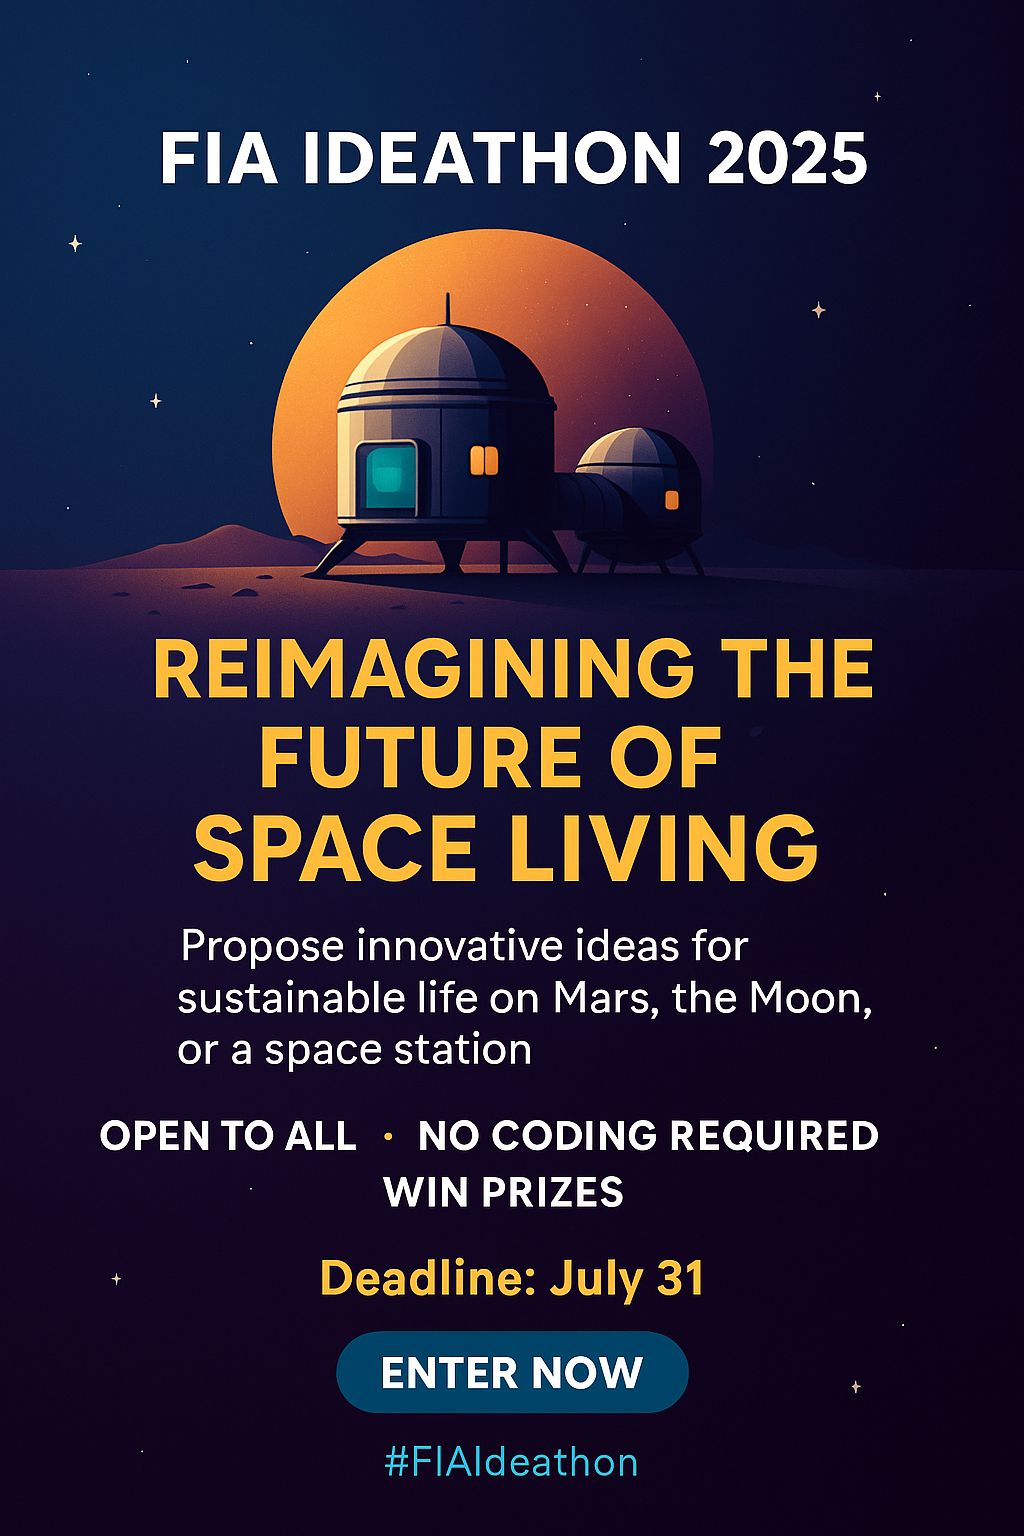 FIA IDEATHON 2025
REIMAGINING THE
FUTURE OF
SPACE LIVING
Propose innovative ideas for
sustainable life on Mars, the Moon,
or a space station
OPEN TO ALL · NO CODING REQUIRED
WIN PRIZES
Deadline: July 31
ENTER NOW
#FIAIdeathon